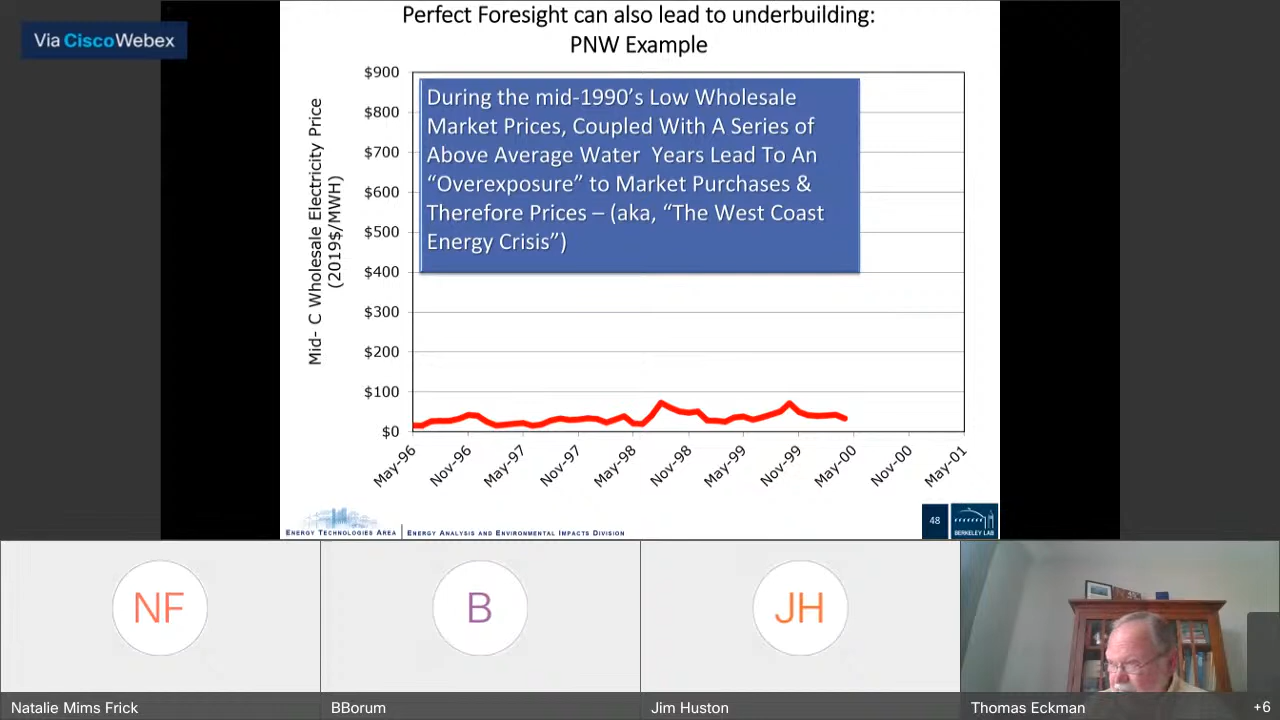 Via Cisco Webex
Perfect Foresight can also lead to underbuilding:
PNW Example
Mid- C Wholesale Electricity Price
(2019$/MWH)
$900
$800
$700
$600
$500
$400
$300
$200
$100
$0
During the mid-1990’s Low Wholesale
Market Prices, Coupled With A Series of
Above Average Water Years Lead To An
“Overexposure” to Market Purchases &
Therefore Prices – (aka, “The West Coast
Energy Crisis”)
May-96
Nov-96
May-97
Nov-97
May-98
Nov-98
May-99
Nov-99
May-00
Nov-00
May-01
ENERGY TECHNOLOGIES AREA
ENERGY ANALYSIS AND ENVIRONMENTAL IMPACTS DIVISION
48
BERKELEY LAB
NF
B
JH
Natalie Mims Frick
BBorum
Jim Huston
Thomas Eckman
+6